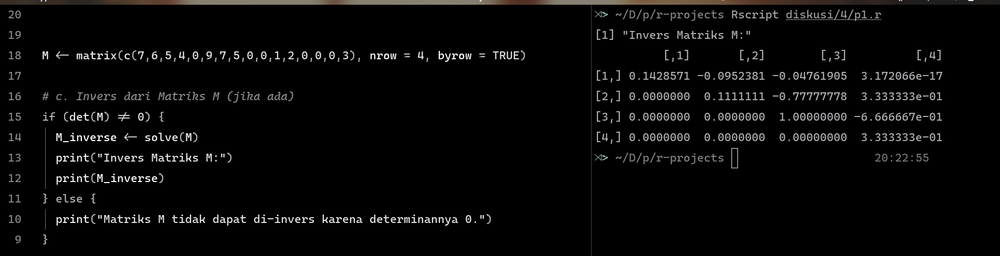 20
19
18 M <- matrix(c(7,6,5,4,0,9,7,5,0,0,1,2,0,0,0,3), nrow = 4, byrow = TRUE)
17
16 # c. Invers dari Matriks M (jika ada)
15 if (det(M) != 0) {
14 M_inverse <- solve(M)
13 print("Invers Matriks M:")
12 print(M_inverse)
11 } else {
10 print("Matriks M tidak dapat di-invers karena determinannya 0.")
9 }
⋊> ~/D/p/r-projects Rscript diskusi/4/p1.r
[1] "Invers Matriks M:"
[,1] [,2] [,3] [,4]
[1,] 0.1428571 -0.0952381 -0.04761905 3.172066e-17
[2,] 0.0000000 0.1111111 -0.77777778 3.333333e-01
[3,] 0.0000000 0.0000000 1.00000000 -6.666667e-01
[4,] 0.0000000 0.0000000 0.00000000 3.333333e-01
⋊> ~/D/p/r-projects 20:22:55